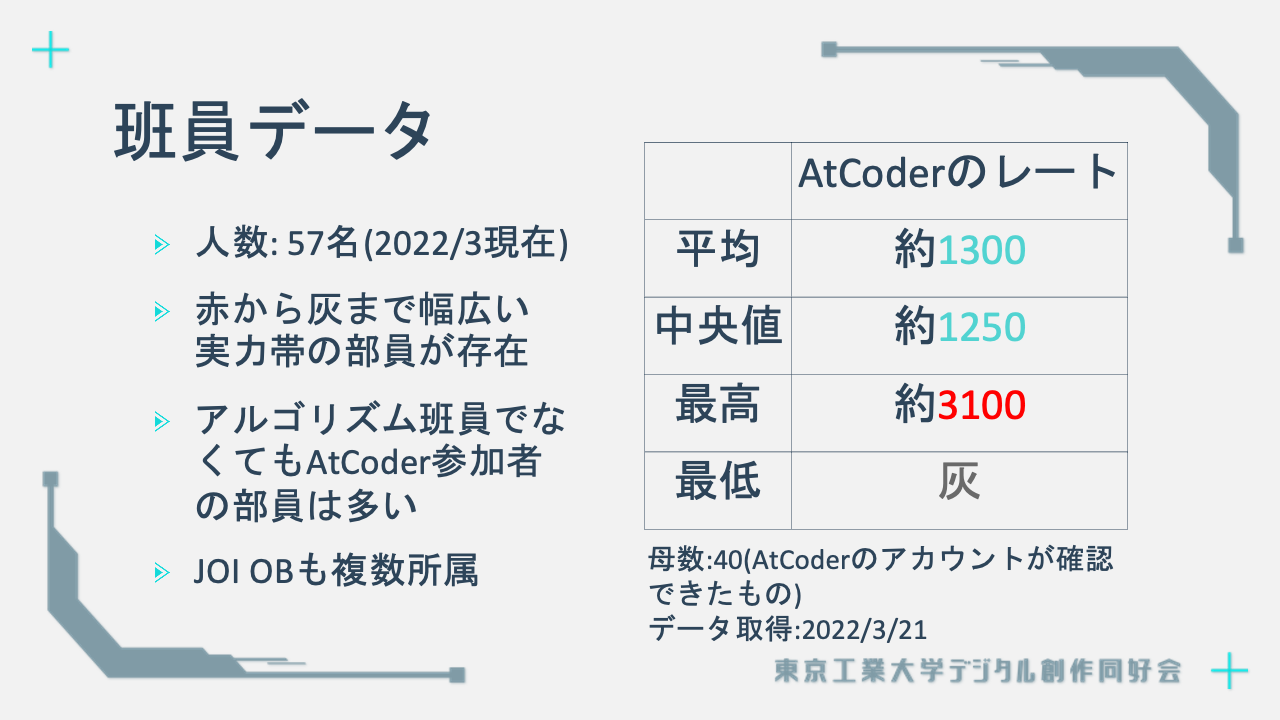 班員データ
人数: 57名(2022/3現在)
赤から灰まで幅広い
実力帯の部員が存在
アルゴリズム班員でな
くてもAtCoder参加者
の部員は多い
JOI OBも複数所属
AtCoderのレート
平均 約1300
中央値 約1250
最高 約3100
最低 灰
母数:40(AtCoderのアカウントが確認
できたもの)
データ取得:2022/3/21
東京工業大学デジタル創作同好会